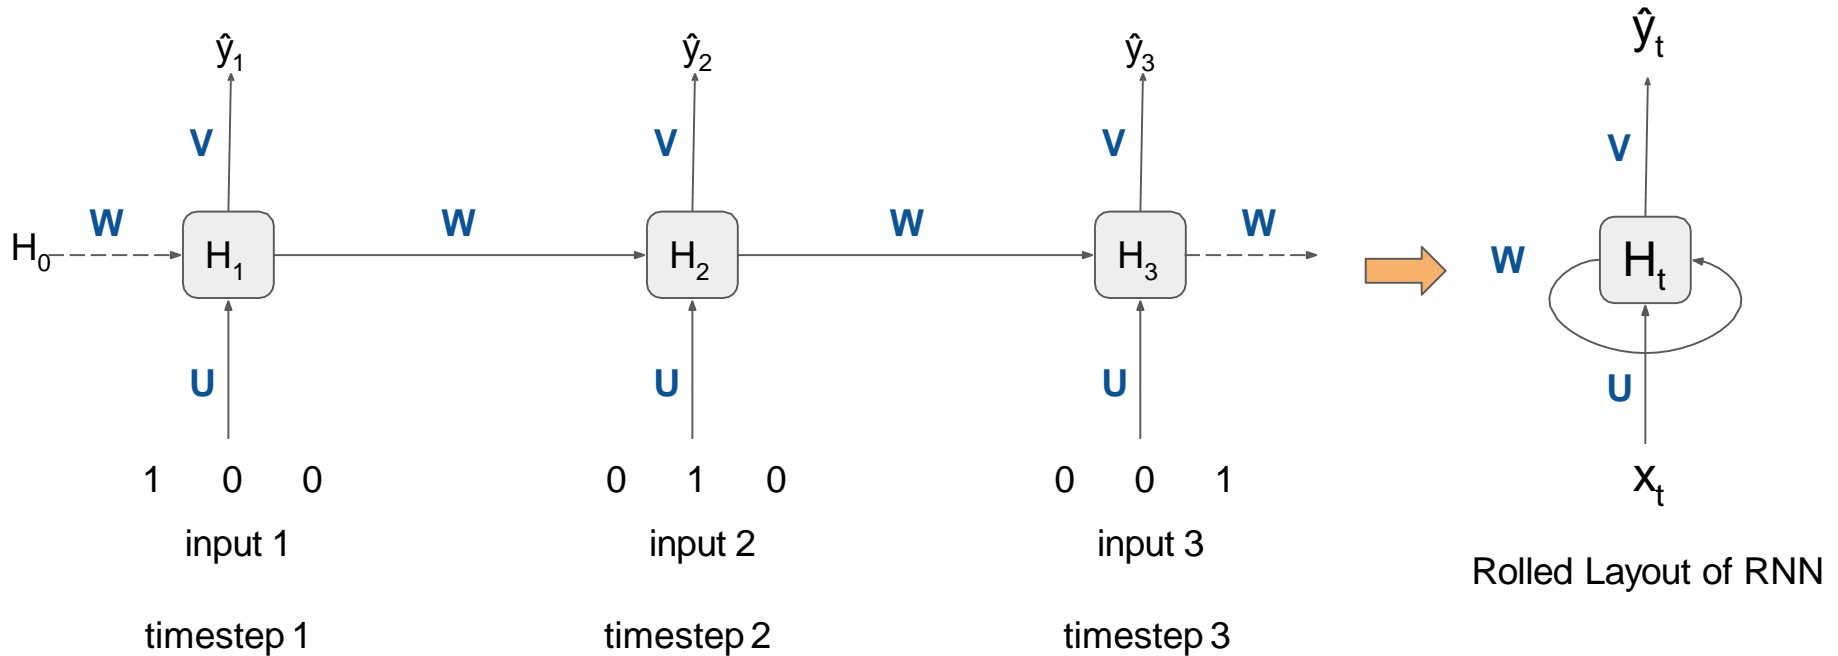 ŷ1 ŷ2 ŷ3 ŷt
V V V V
W W W W
H0 H1 H2 H3 W Ht
U U U U
1 0 0 0 1 0 0 0 1 xt
input 1 input 2 input 3
Rolled Layout of RNN
timestep 1 timestep 2 timestep 3